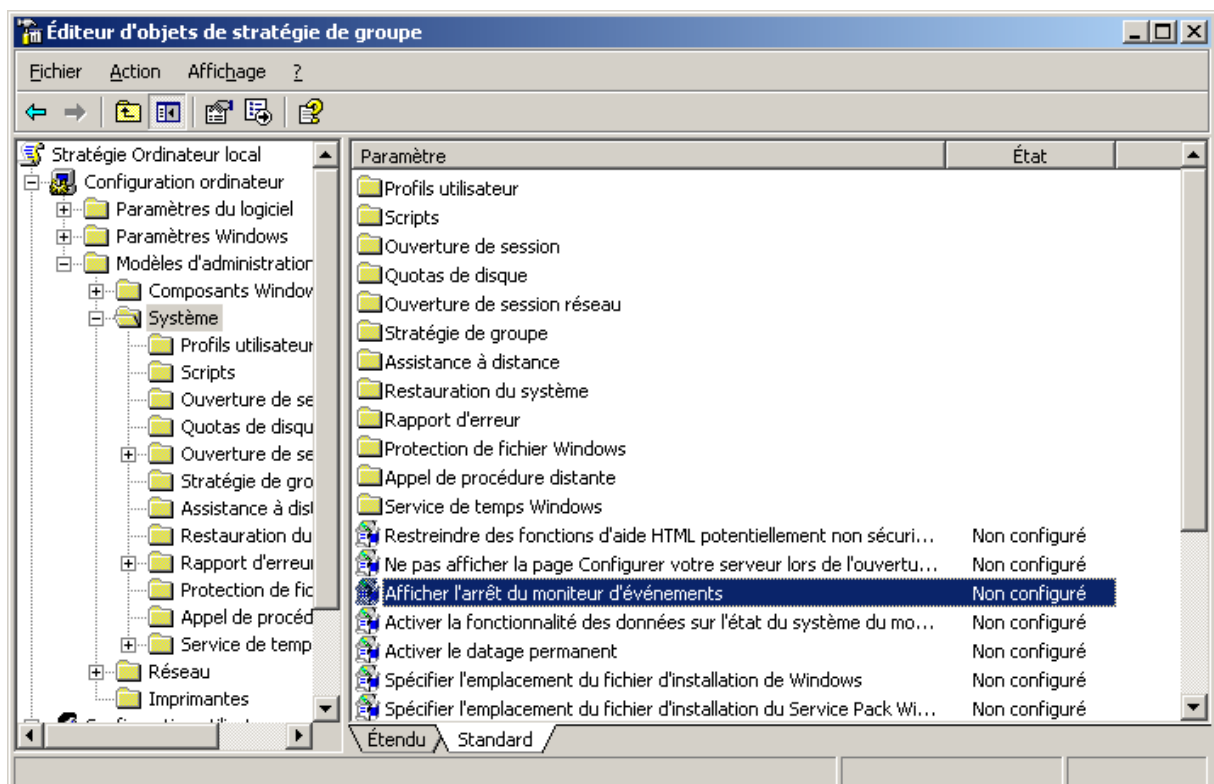 Éditeur d'objets de stratégie de groupe
Fichier Action Affichage ?
Stratégie Ordinateur local
Configuration ordinateur
Paramètres du logiciel
Paramètres Windows
Modèles d'administration
Composants Window
Système
Profils utilisateur
Scripts
Ouverture de se
Quotas de disqu
Ouverture de se
Stratégie de gro
Assistance à dist
Restauration du
Rapport d'erreur
Protection de fic
Appel de procéd
Service de temp
Réseau
Imprimantes
Paramètre État
Profils utilisateur
Scripts
Ouverture de session
Quotas de disque
Ouverture de session réseau
Stratégie de groupe
Assistance à distance
Restauration du système
Rapport d'erreur
Protection de fichier Windows
Appel de procédure distante
Service de temps Windows
Restreindre des fonctions d'aide HTML potentiellement non sécuri... Non configuré
Ne pas afficher la page Configurer votre serveur lors de l'ouvertu... Non configuré
Afficher l'arrêt du moniteur d'événements Non configuré
Activer la fonctionnalité des données sur l'état du système du mo... Non configuré
Activer le datage permanent Non configuré
Spécifier l'emplacement du fichier d'installation de Windows Non configuré
Spécifier l'emplacement du fichier d'installation du Service Pack Wi... Non configuré
Étendu Standard